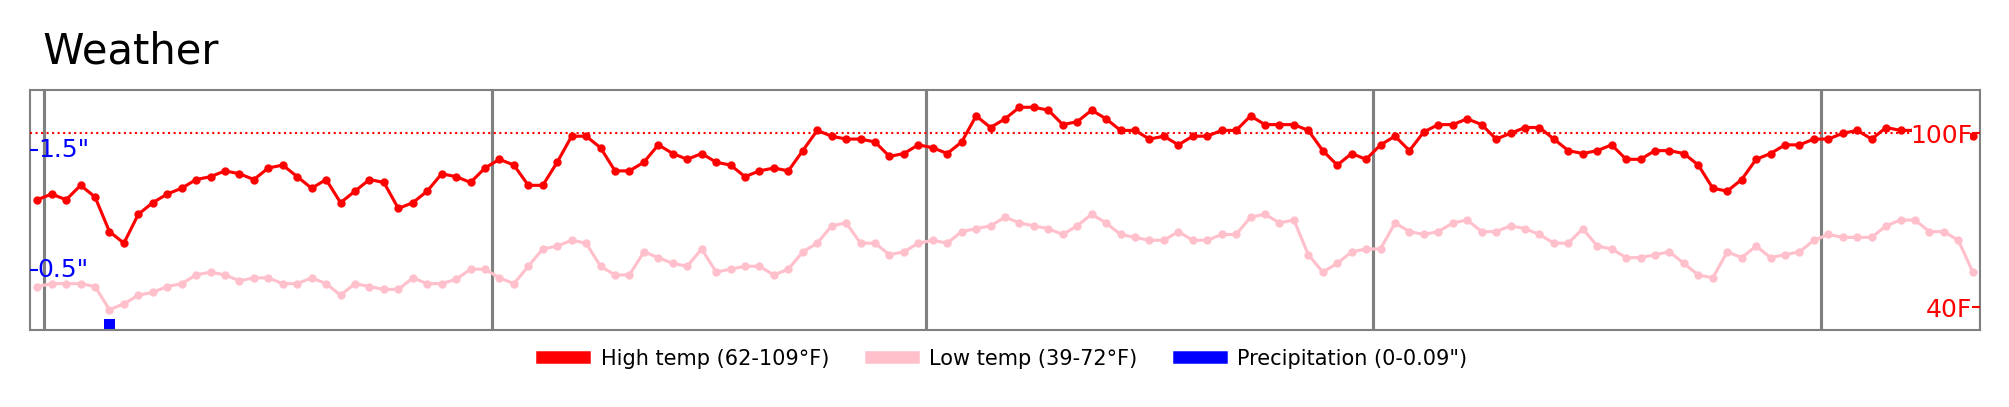 Weather
1.5"
100F
0.5"
40F
High temp (62-109°F) Low temp (39-72°F) Precipitation (0-0.09")